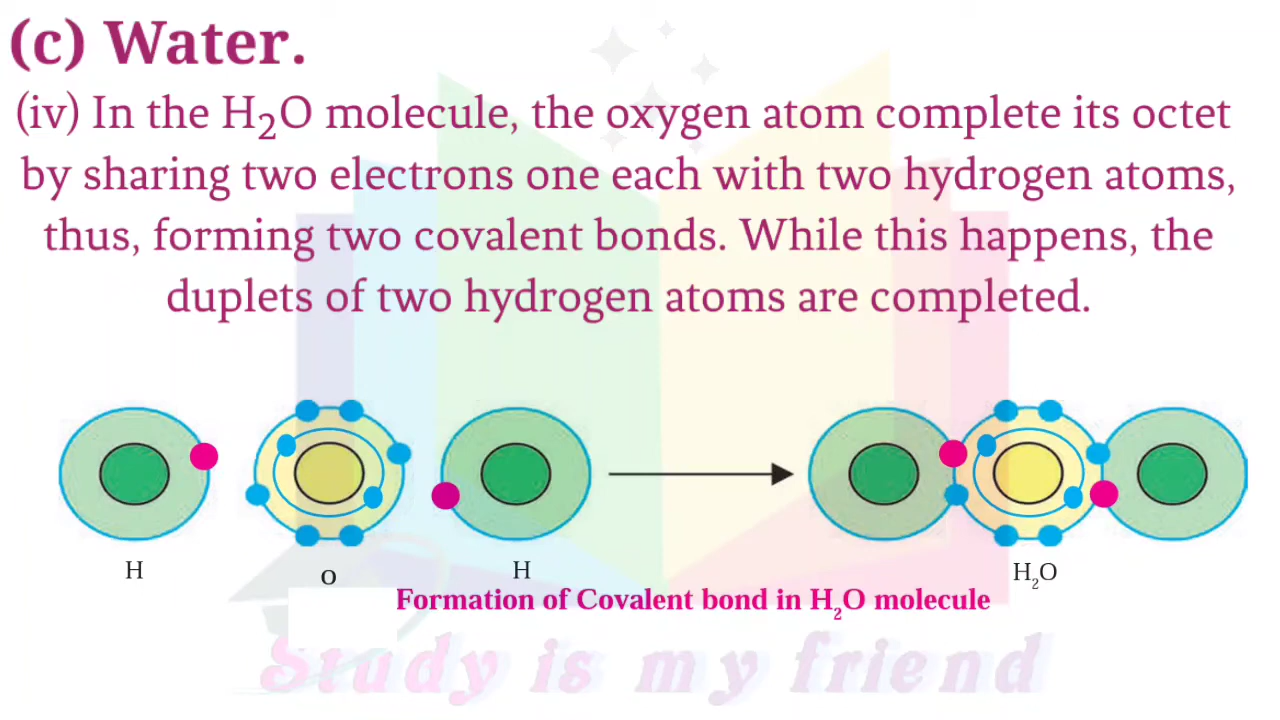 (c) Water.
(iv) In the H₂O molecule, the oxygen atom complete its octet
by sharing two electrons one each with two hydrogen atoms,
thus, forming two covalent bonds. While this happens, the
duplets of two hydrogen atoms are completed.
H
O
H
H₂O
Formation of Covalent bond in H₂O molecule
Study is my friend